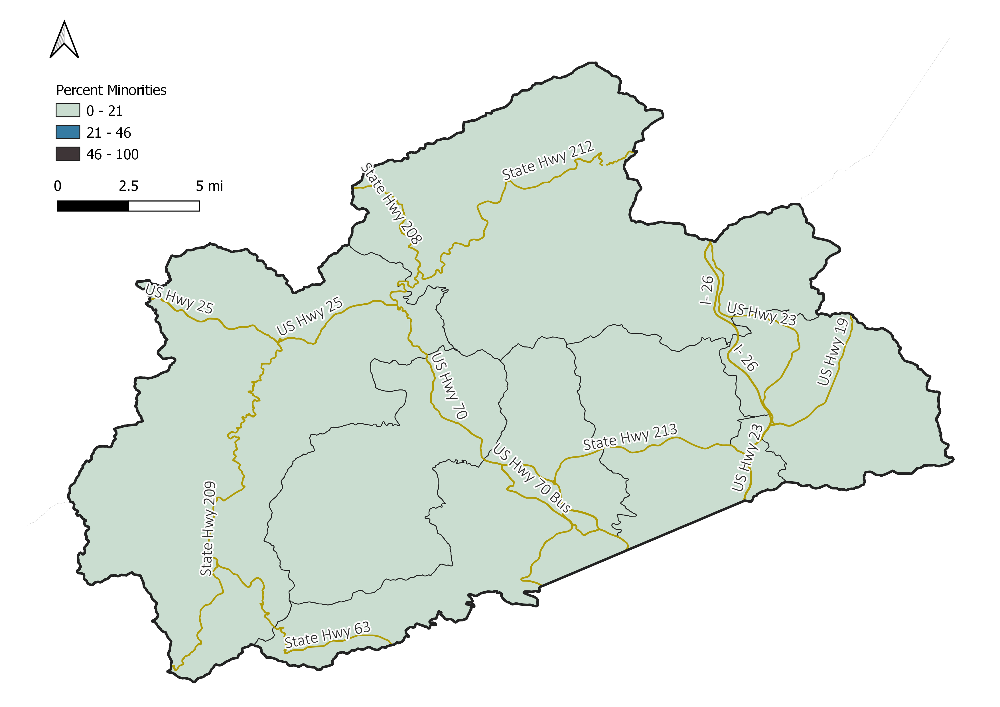 Percent Minorities
0 - 21
21 - 46
46 - 100
0 2.5 5 mi
State Hwy 212
State Hwy 208
I- 26
US Hwy 25
US Hwy 25
US Hwy 23
US Hwy 19
I- 26
US Hwy 70
State Hwy 213
US Hwy 23
US Hwy 70 Bus
State Hwy 209
State Hwy 63